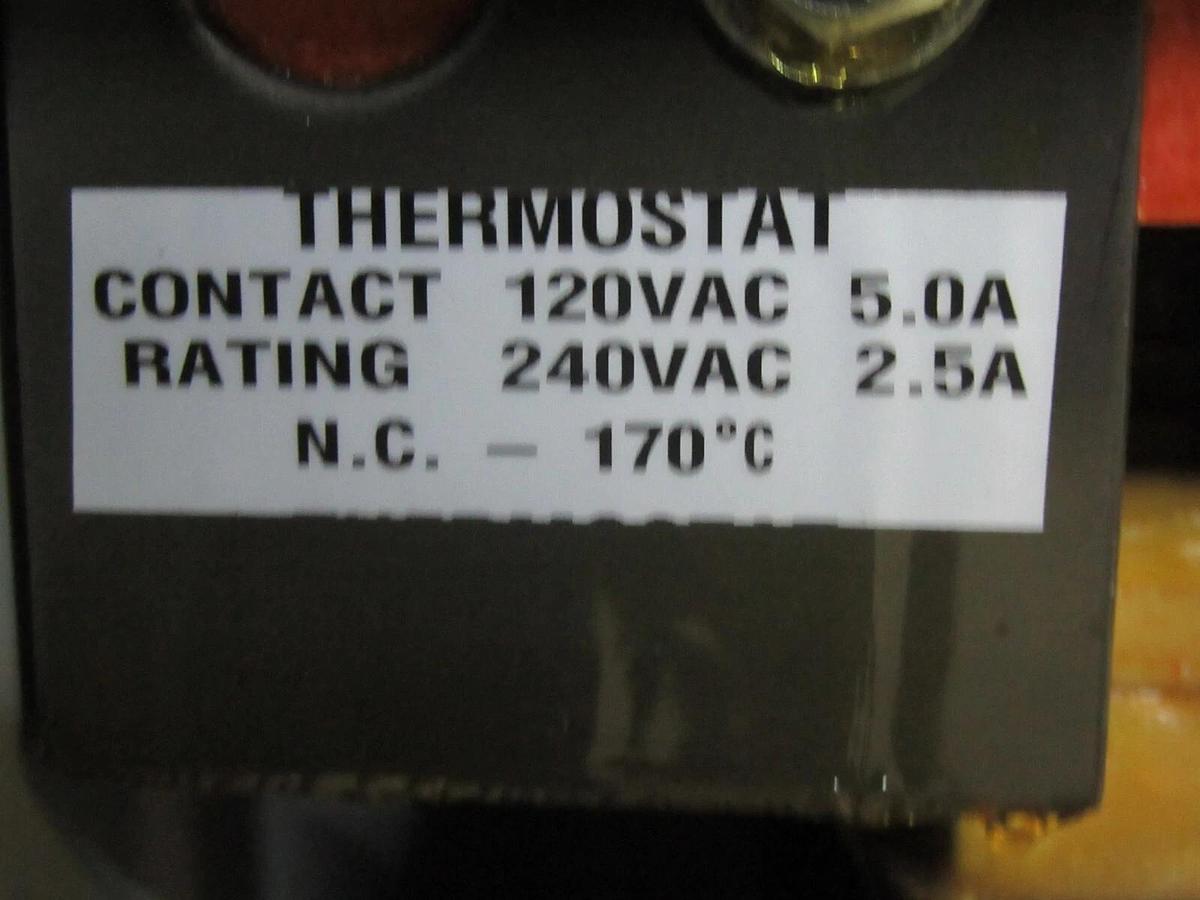 THERMOSTAT
CONTACT 120VAC 5.0A
RATING 240VAC 2.5A
N.C. — 170°C